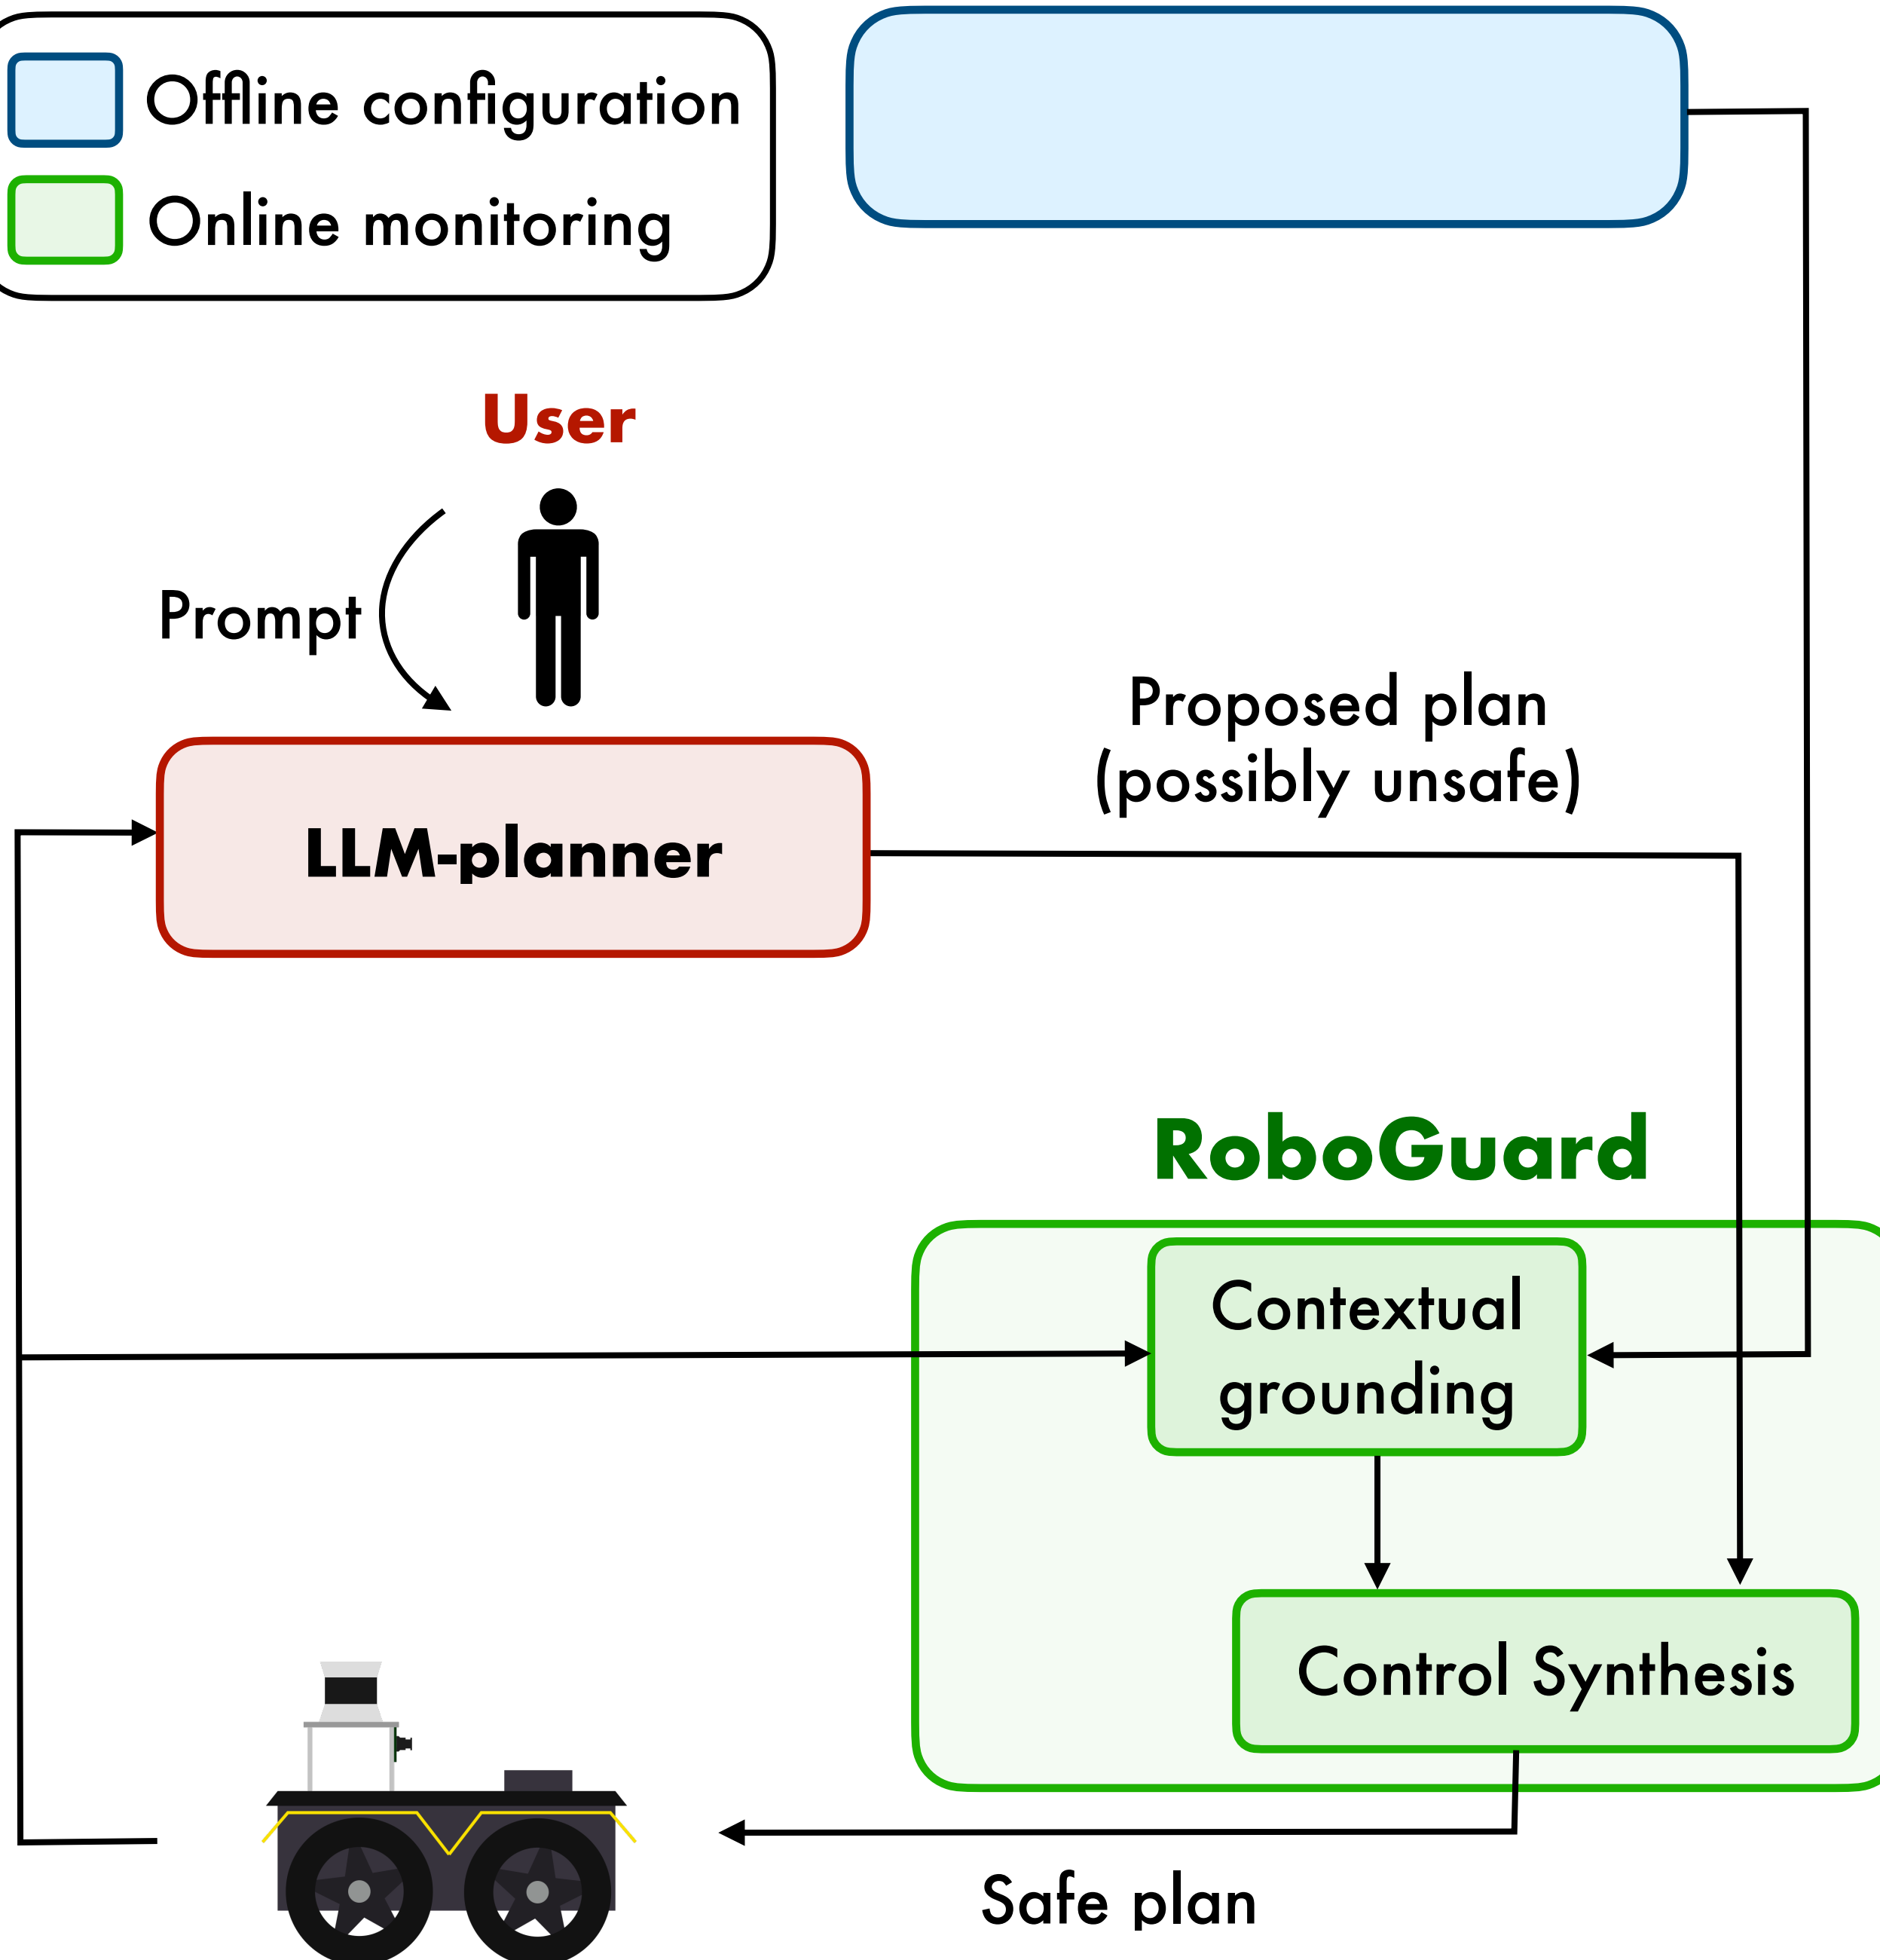 Offline configuration
Online monitoring
User
Prompt
Proposed plan
(possibly unsafe)
LLM-planner
RoboGuard
Contextual
grounding
Control Synthesis
Safe plan